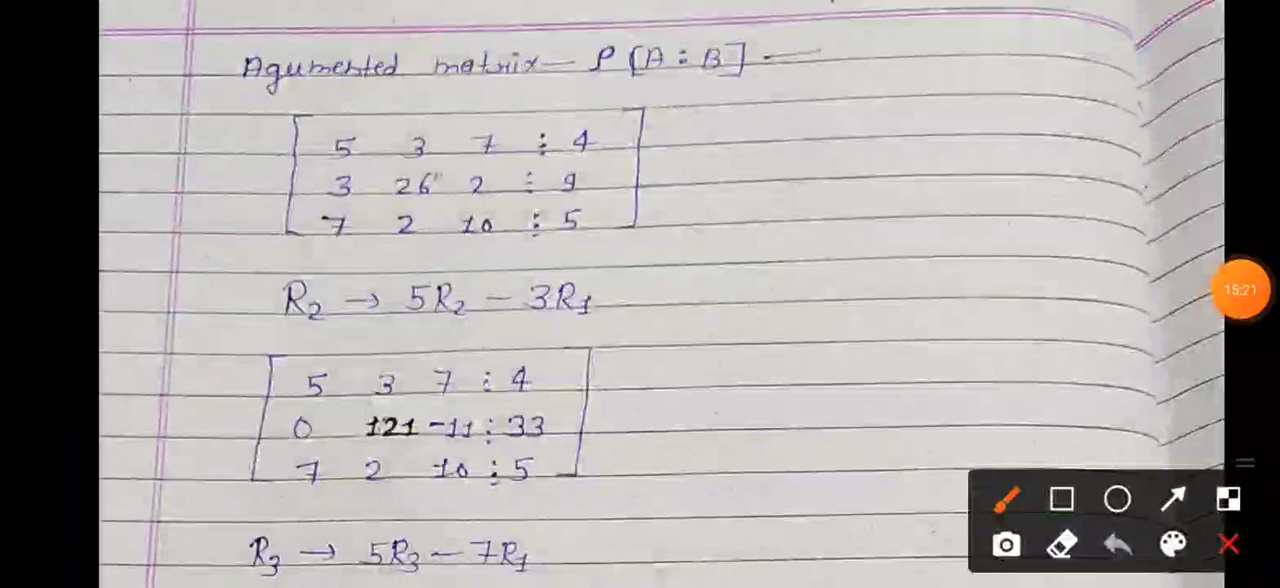 Agumented matrix — ρ[A : B] —
5 3 7 : 4
3 26 2 : 9
7 2 10 : 5
R2 → 5R2 - 3R1
5 3 7 : 4
0 121 -11 : 33
7 2 10 : 5
R3 → 5R3 - 7R1
15:21